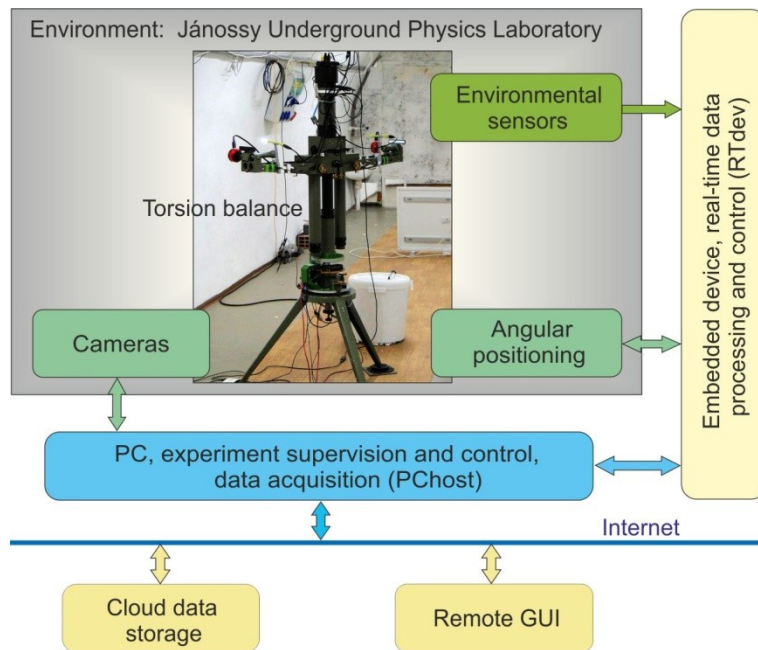 Environment: Jánossy Underground Physics Laboratory
Environmental
sensors
Torsion balance
Cameras
Angular
positioning
Embedded device, real-time data
processing and control (RTdev)
PC, experiment supervision and control,
data acquisition (PChost)
Internet
Cloud data
storage
Remote GUI